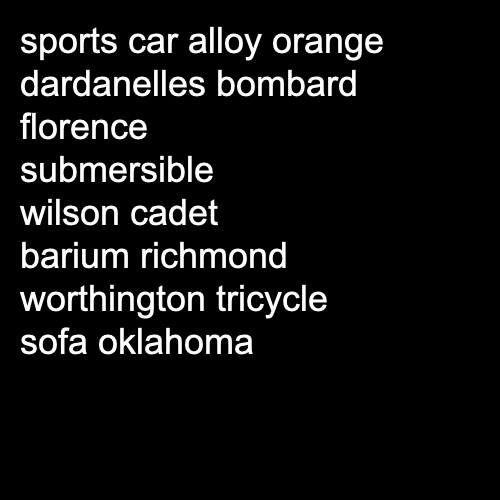 sports car alloy orange
dardanelles bombard
florence
submersible
wilson cadet
barium richmond
worthington tricycle
sofa oklahoma